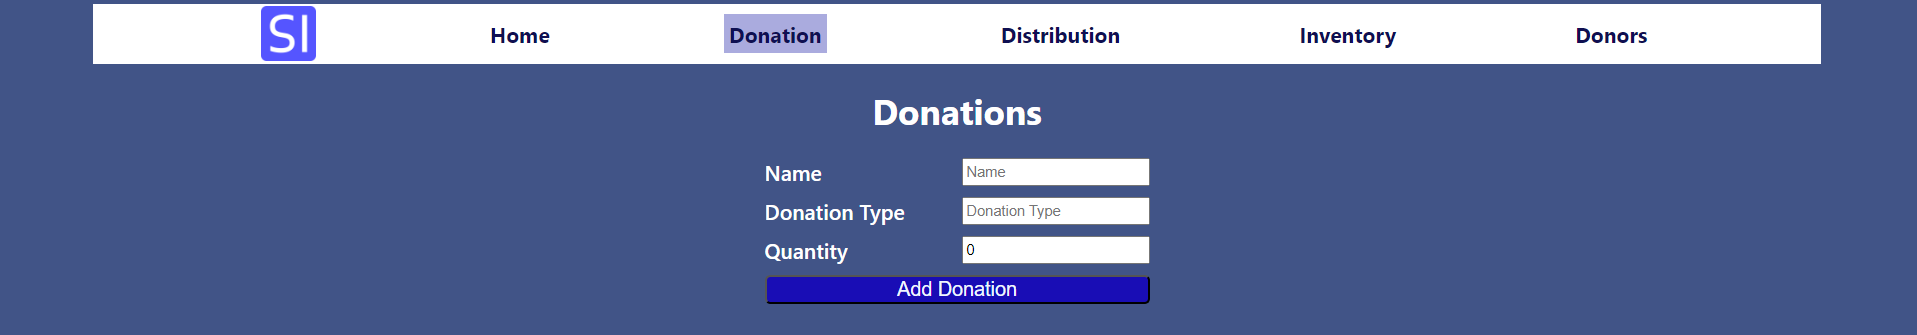 SI Home Donation Distribution Inventory Donors
Donations
Name Name
Donation Type Donation Type
Quantity 0
Add Donation